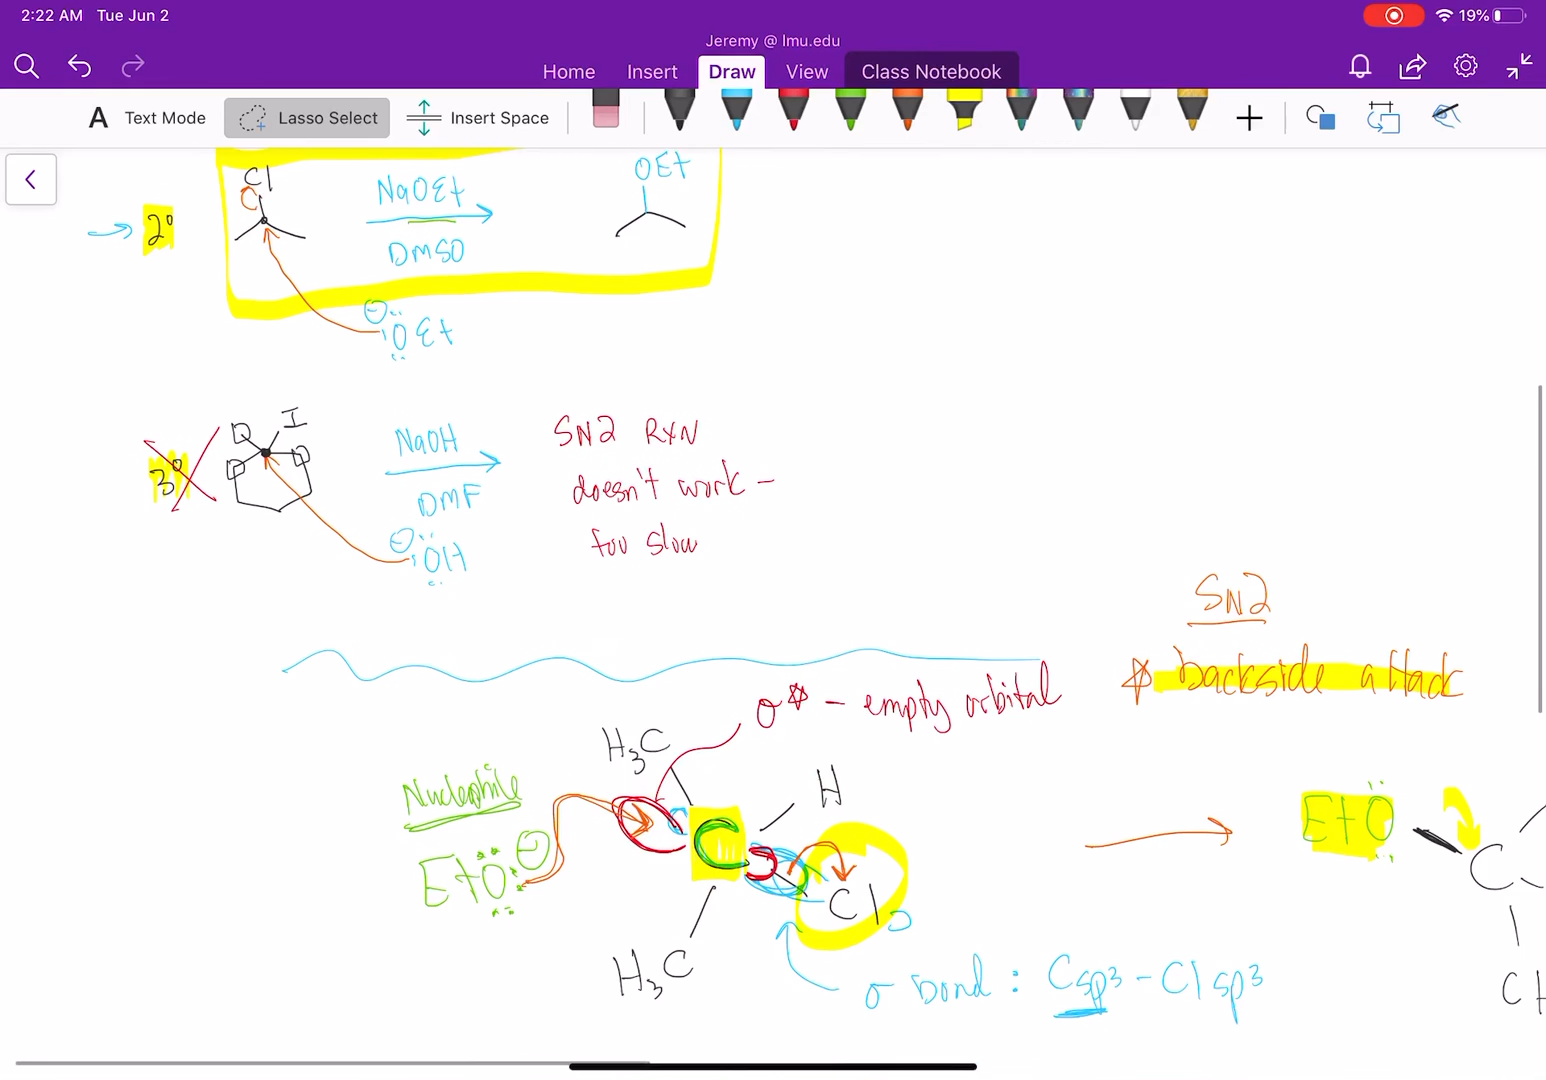 2:22 AM Tue Jun 2
19%
Jeremy @ lmu.edu
Home Insert Draw View Class Notebook
A Text Mode Lasso Select Insert Space
Cl
C
NaOEt
DMSO
OEt
2°
⊖
:OEt
3°
I
NaOH
DMF
⊖
:OH
SN2 RXN
doesn't work –
too slow
SN2
☆ backside attack
σ* – empty orbital
Nucleophile
EtO:
⊖
H₃C
H
C
Cl
H₃C
σ bond : Csp³ – Cl sp³
EtO
C
CH